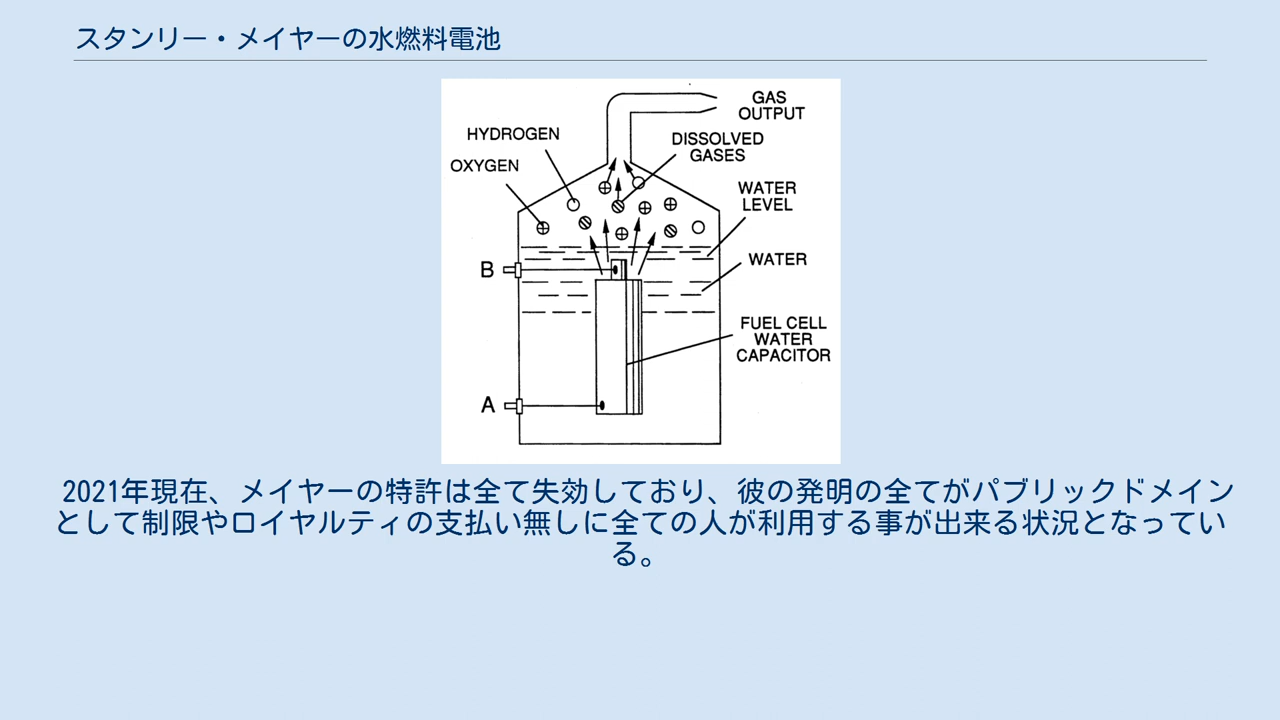 スタンリー・メイヤーの水燃料電池
GAS
OUTPUT
HYDROGEN
DISSOLVED
GASES
OXYGEN
WATER
LEVEL
B
WATER
FUEL CELL
WATER
CAPACITOR
A
2021年現在、メイヤーの特許は全て失効しており、彼の発明の全てがパブリックドメイン
として制限やロイヤルティの支払い無しに全ての人が利用する事が出来る状況となってい
る。